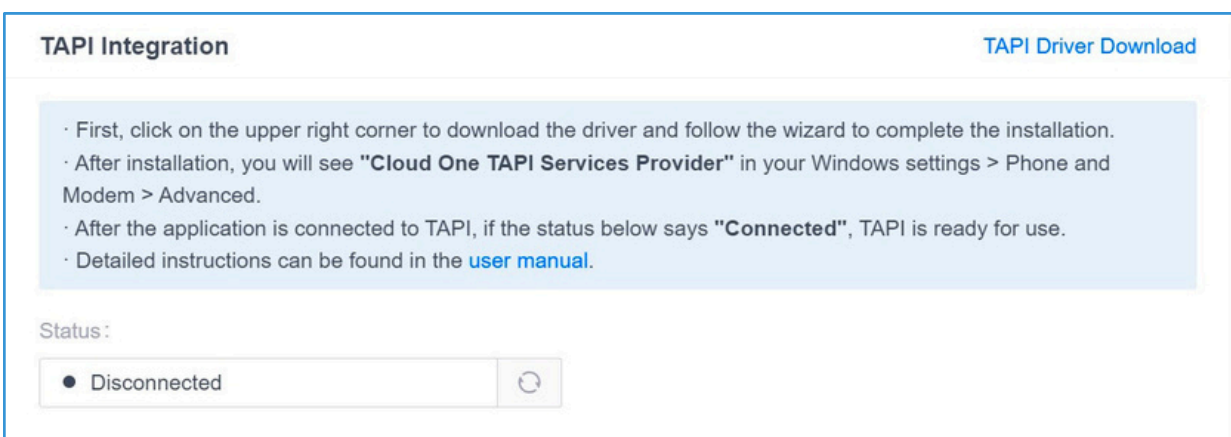 TAPI Integration
TAPI Driver Download
· First, click on the upper right corner to download the driver and follow the wizard to complete the installation.
· After installation, you will see "Cloud One TAPI Services Provider" in your Windows settings > Phone and
Modem > Advanced.
· After the application is connected to TAPI, if the status below says "Connected", TAPI is ready for use.
· Detailed instructions can be found in the user manual.
Status:
Disconnected